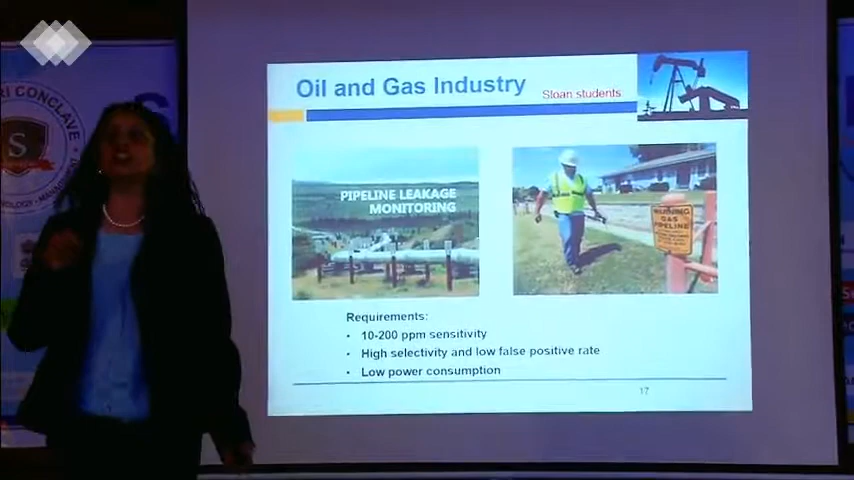 Oil and Gas Industry
Sloan students
PIPELINE LEAKAGE
MONITORING
WARNING
GAS
PIPELINE
Requirements:
• 10-200 ppm sensitivity
• High selectivity and low false positive rate
• Low power consumption
17
RI CONCLAVE
S